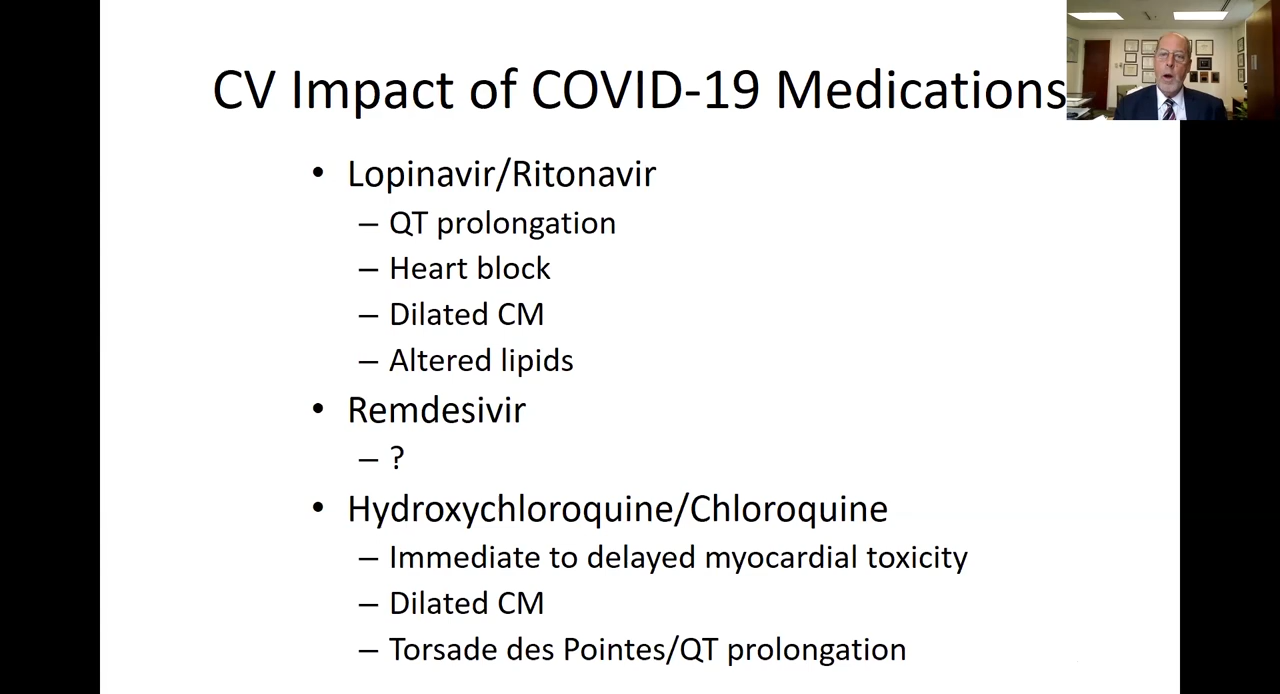 CV Impact of COVID-19 Medications
• Lopinavir/Ritonavir
– QT prolongation
– Heart block
– Dilated CM
– Altered lipids
• Remdesivir
– ?
• Hydroxychloroquine/Chloroquine
– Immediate to delayed myocardial toxicity
– Dilated CM
– Torsade des Pointes/QT prolongation